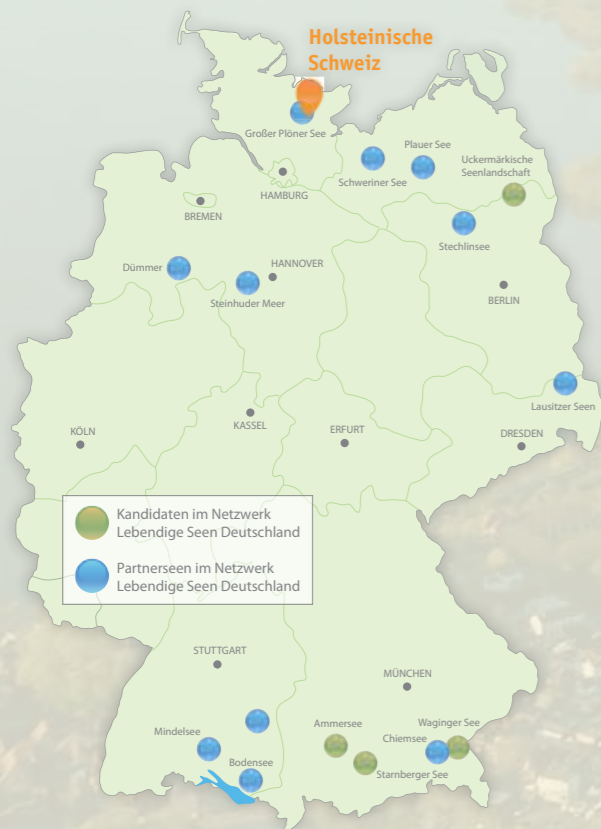 Holsteinische
Schweiz
Großer Plöner See
Plauer See
Schweriner See
Uckermärkische
Seenlandschaft
HAMBURG
BREMEN
Stechlinsee
Dümmer
HANNOVER
Steinhuder Meer
BERLIN
Lausitzer Seen
KASSEL
ERFURT
KÖLN
DRESDEN
Kandidaten im Netzwerk
Lebendige Seen Deutschland
Partnerseen im Netzwerk
Lebendige Seen Deutschland
STUTTGART
MÜNCHEN
Mindelsee
Bodensee
Ammersee
Waginger See
Chiemsee
Starnberger See